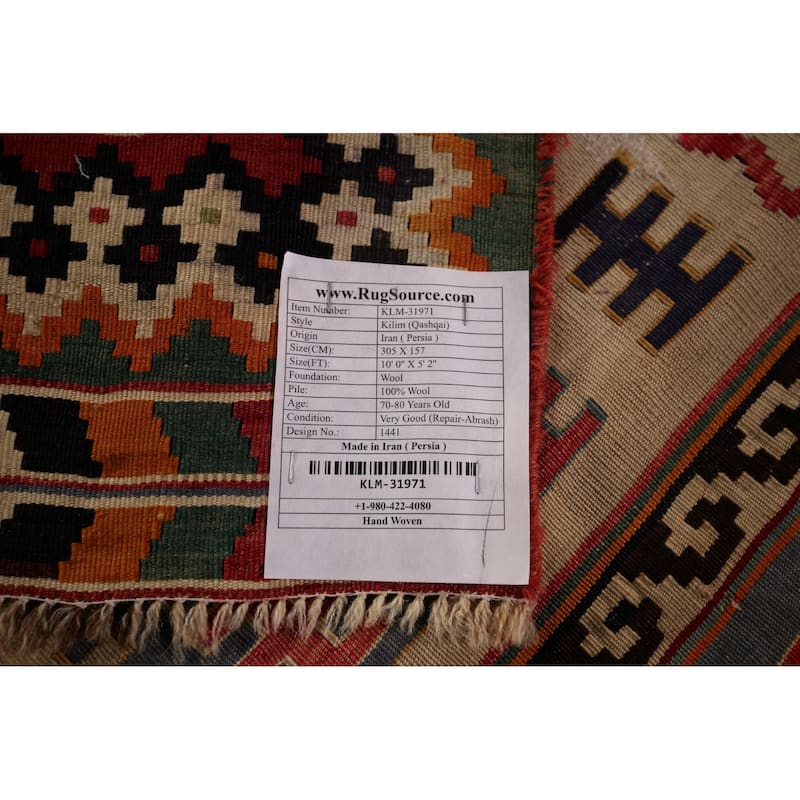 www.RugSource.com
Item Number: KLM-31971
Style Kilim (Qashqai)
Origin Iran ( Persia )
Size(CM): 305 X 157
Size(FT): 10' 0" X 5' 2"
Foundation: Wool
Pile: 100% Wool
Age: 70-80 Years Old
Condition: Very Good (Repair-Abrash)
Design No.: 1441
Made in Iran ( Persia )
KLM-31971
+1-980-422-4080
Hand Woven